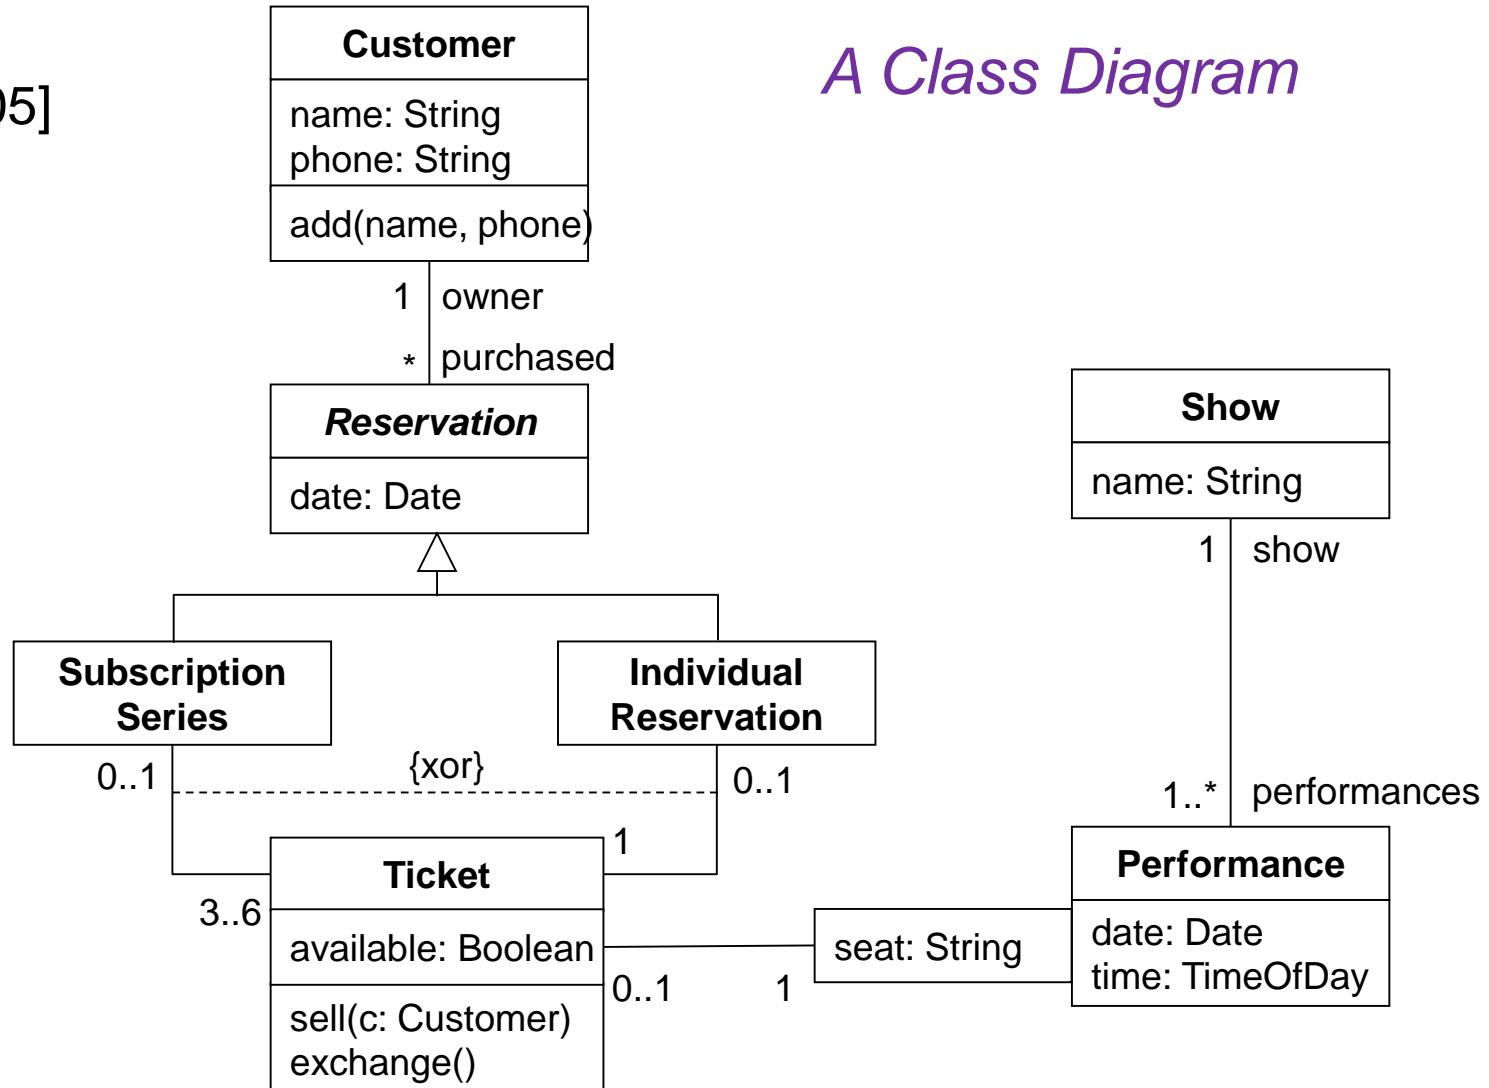 A Class Diagram
05]
Customer
name: String
phone: String
add(name, phone)
1 owner
* purchased
Reservation
date: Date
Show
name: String
1 show
Subscription
Series
Individual
Reservation
0..1
{xor}
0..1
1..* performances
Ticket
1
3..6
available: Boolean
sell(c: Customer)
exchange()
0..1
1
seat: String
Performance
date: Date
time: TimeOfDay